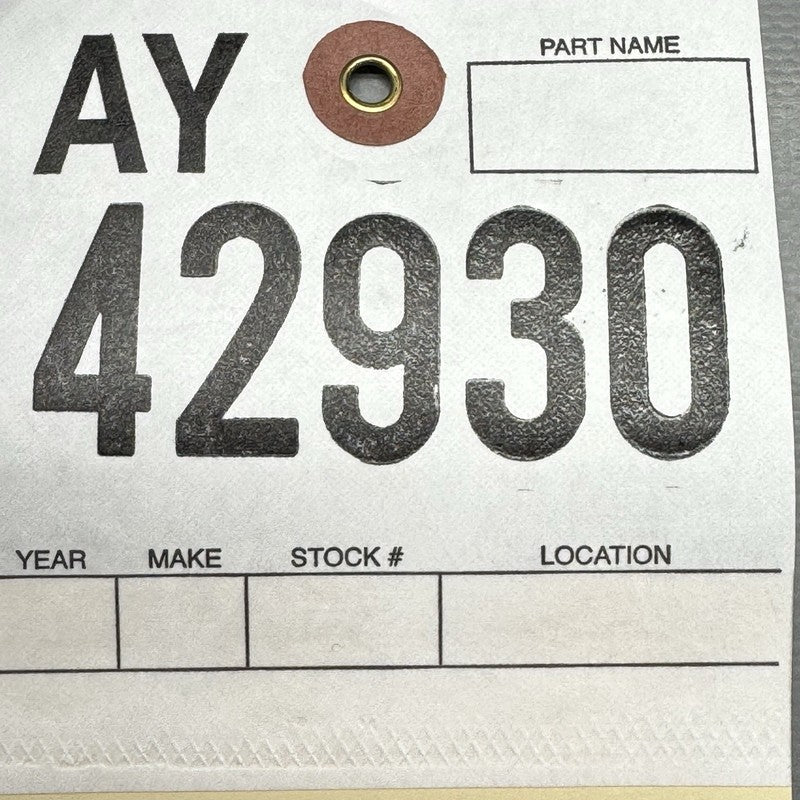 AY
PART NAME
42930
YEAR MAKE STOCK # LOCATION